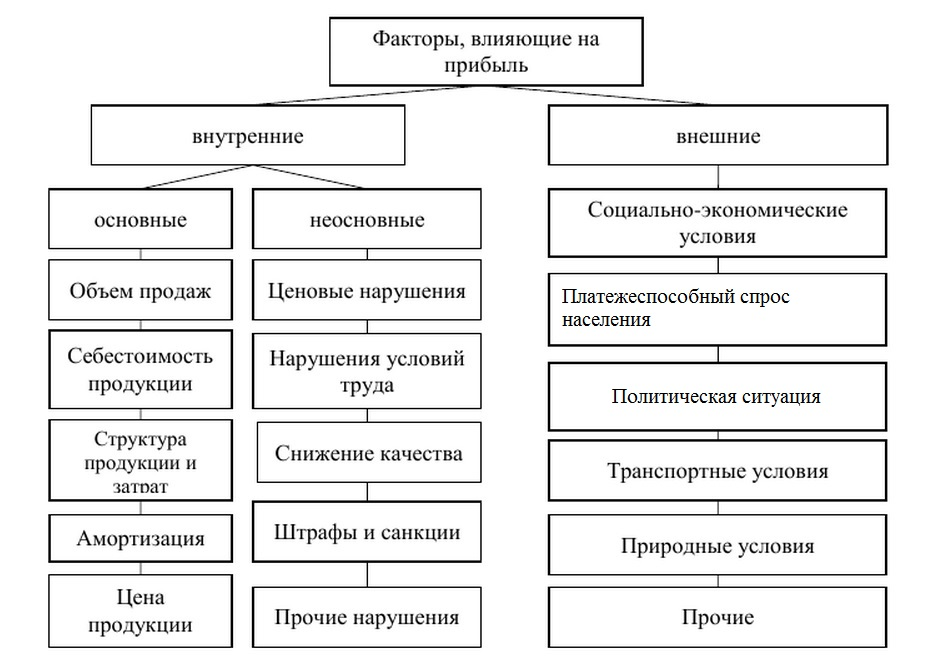 Факторы, влияющие на
прибыль
внутренние
внешние
основные
неосновные
Социально-экономические
условия
Объем продаж
Ценовые нарушения
Платежеспособный спрос
населения
Себестоимость
продукции
Нарушения условий
труда
Политическая ситуация
Структура
продукции и
затрат
Снижение качества
Транспортные условия
Амортизация
Штрафы и санкции
Природные условия
Цена
продукции
Прочие нарушения
Прочие